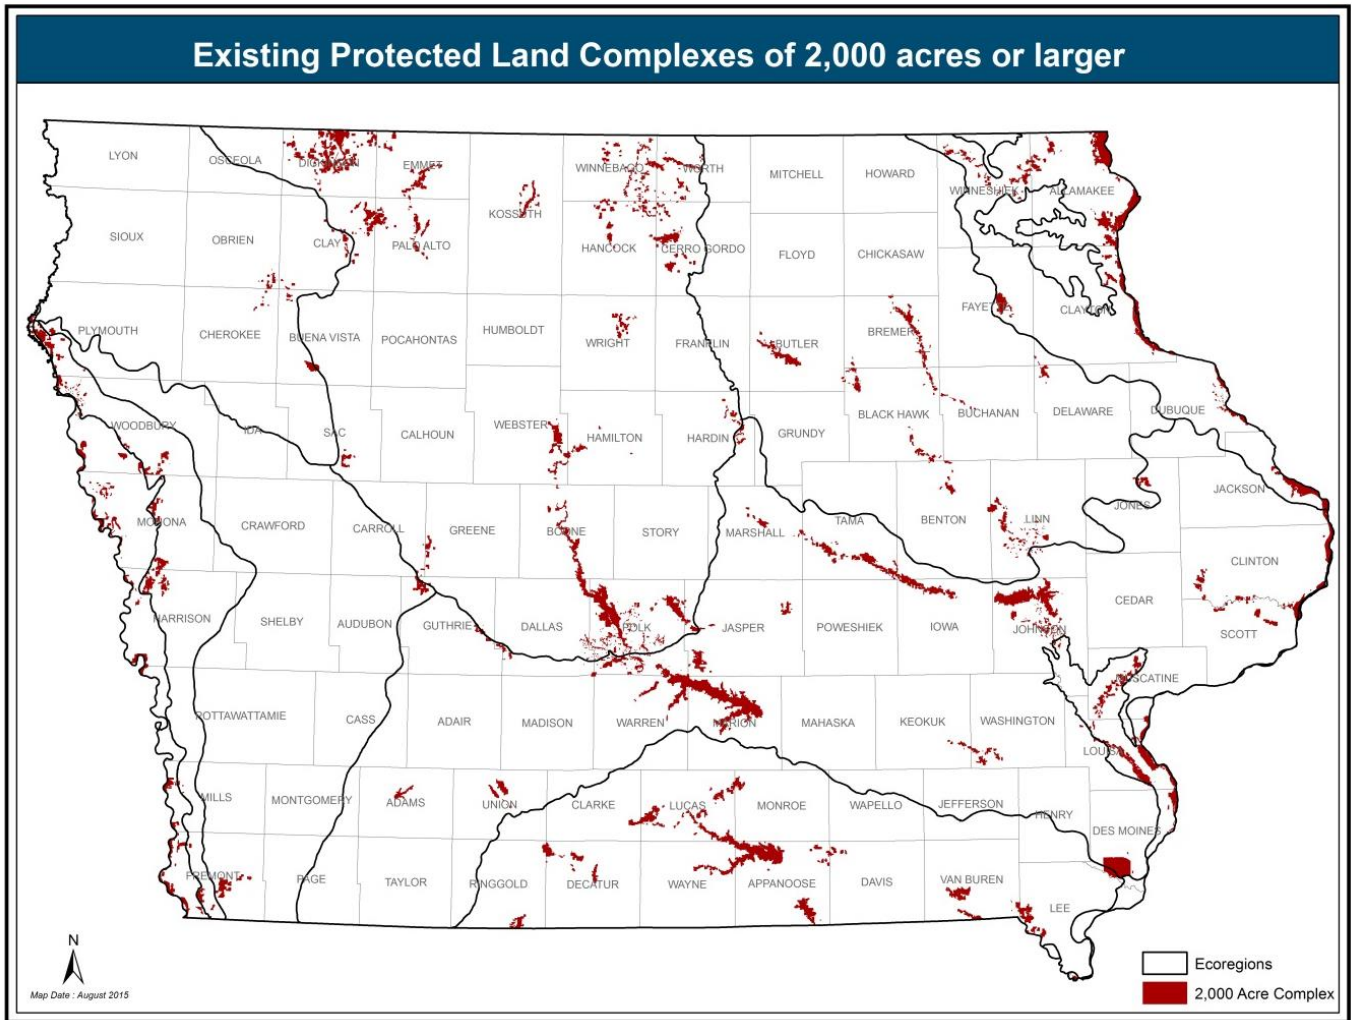 Existing Protected Land Complexes of 2,000 acres or larger
LYON
OSCEOLA
DICKINSON
EMMET
WINNEBAGO
WORTH
MITCHELL
HOWARD
WINNESHIEK
ALLAMAKEE
SIOUX
OBRIEN
CLAY
PALO ALTO
KOSSUTH
HANCOCK
CERRO GORDO
FLOYD
CHICKASAW
FAYETTE
CLAYTON
PLYMOUTH
CHEROKEE
BUENA VISTA
POCAHONTAS
HUMBOLDT
WRIGHT
FRANKLIN
BUTLER
BREMER
WOODBURY
IDA
SAC
CALHOUN
WEBSTER
HAMILTON
HARDIN
GRUNDY
BLACK HAWK
BUCHANAN
DELAWARE
DUBUQUE
MONONA
CRAWFORD
CARROLL
GREENE
BOONE
STORY
MARSHALL
TAMA
BENTON
LINN
JONES
JACKSON
CLINTON
HARRISON
SHELBY
AUDUBON
GUTHRIE
DALLAS
POLK
JASPER
POWESHIEK
IOWA
JOHNSON
CEDAR
SCOTT
POTTAWATTAMIE
CASS
ADAIR
MADISON
WARREN
MARION
MAHASKA
KEOKUK
WASHINGTON
MUSCATINE
LOUISA
MILLS
MONTGOMERY
ADAMS
UNION
CLARKE
LUCAS
MONROE
WAPELLO
JEFFERSON
HENRY
DES MOINES
FREMONT
PAGE
TAYLOR
RINGGOLD
DECATUR
WAYNE
APPANOOSE
DAVIS
VAN BUREN
LEE
N
Map Date : August 2015
Ecoregions
2,000 Acre Complex